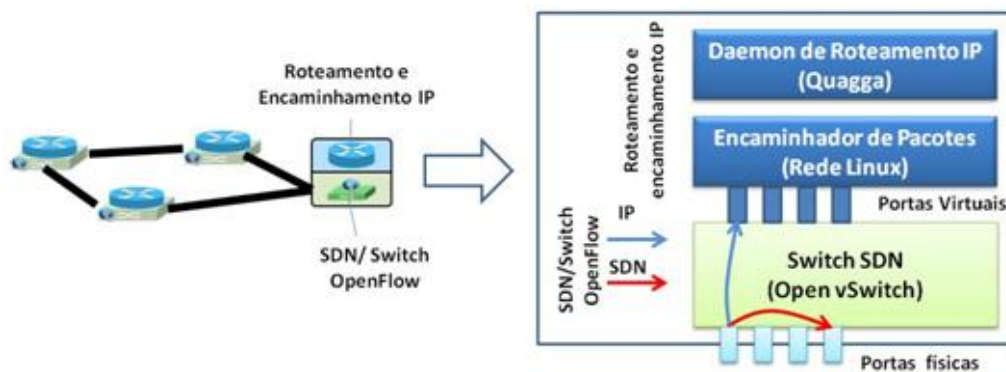 Roteamento e
Encaminhamento IP
SDN/ Switch
OpenFlow
Roteamento e
encaminhamento IP
SDN/Switch
OpenFlow
IP
SDN
Daemon de Roteamento IP
(Quagga)
Encaminhador de Pacotes
(Rede Linux)
Portas Virtuais
Switch SDN
(Open vSwitch)
Portas físicas